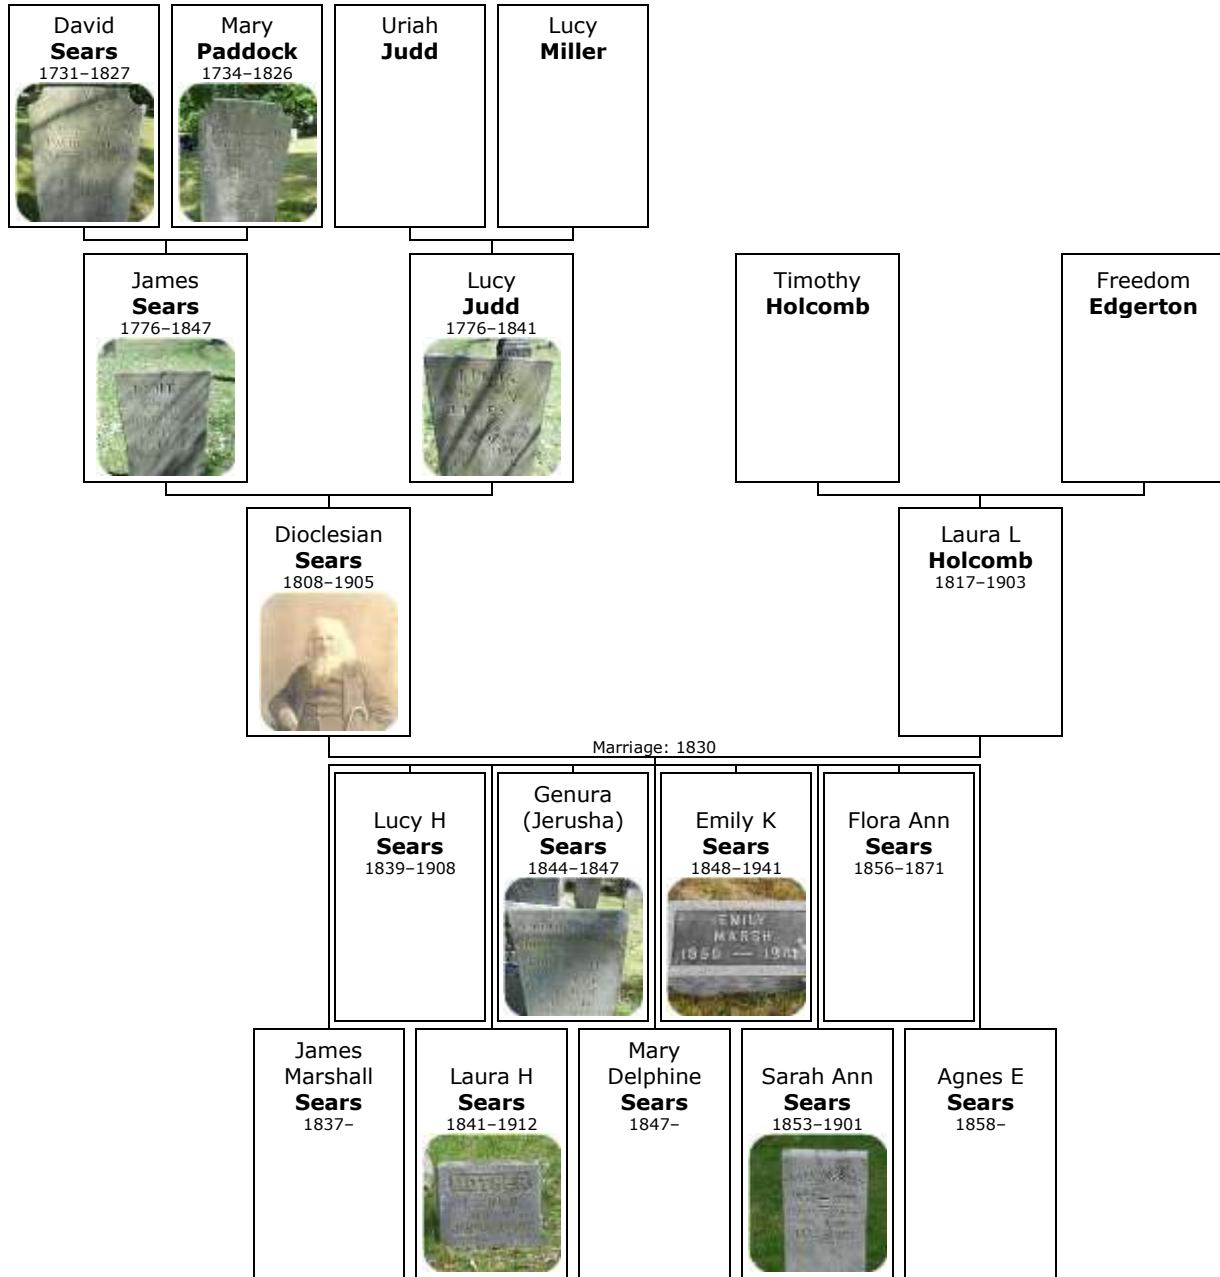 David
Sears
1731–1827
Mary
Paddock
1734–1826
Uriah
Judd
Lucy
Miller
James
Sears
1776–1847
Lucy
Judd
1776–1841
Timothy
Holcomb
Freedom
Edgerton
Dioclesian
Sears
1808–1905
Laura L
Holcomb
1817–1903
Marriage: 1830
Lucy H
Sears
1839–1908
Genura
(Jerusha)
Sears
1844–1847
Emily K
Sears
1848–1941
EMILY
MARSH
Flora Ann
Sears
1856–1871
James
Marshall
Sears
1837–
Laura H
Sears
1841–1912
MOTHER
Mary
Delphine
Sears
1847–
Sarah Ann
Sears
1853–1901
Agnes E
Sears
1858–